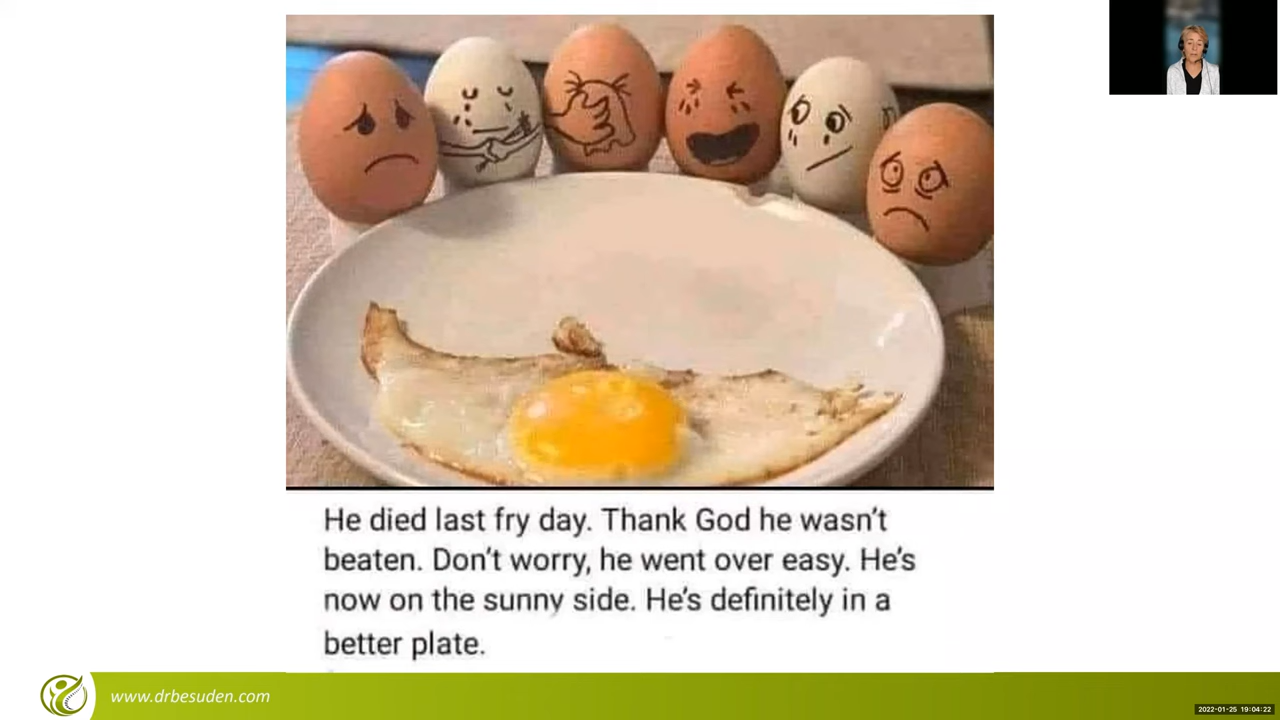 He died last fry day. Thank God he wasn't
beaten. Don't worry, he went over easy. He's
now on the sunny side. He's definitely in a
better plate.
www.drbesuden.com
2022-01-25 19:04:22